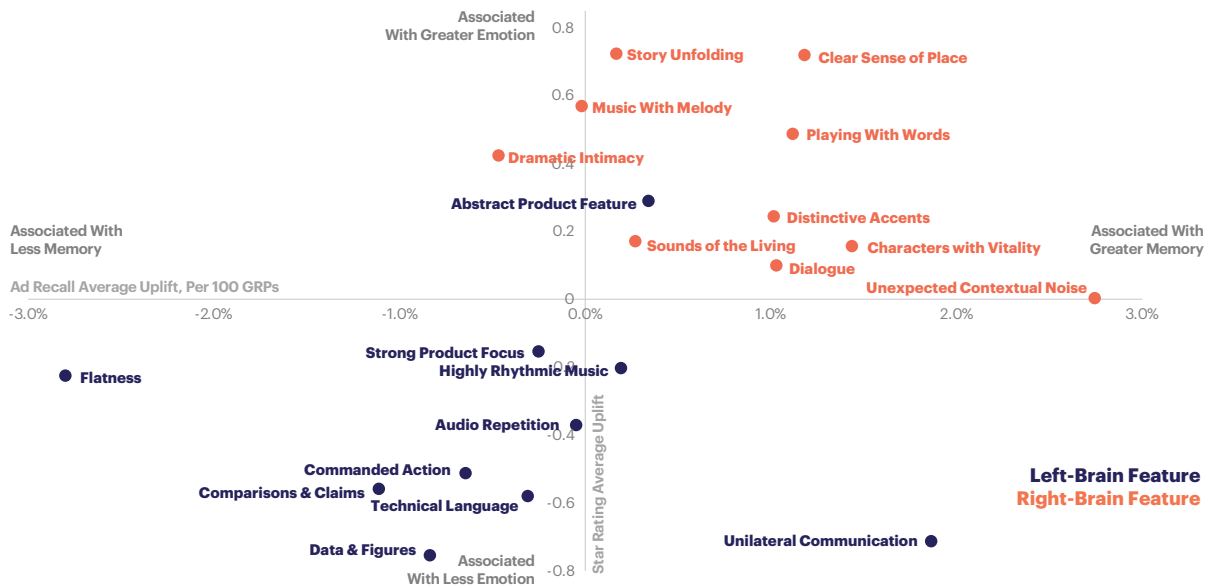 Associated
With Greater Emotion
0.8
Story Unfolding
Clear Sense of Place
0.6
Music With Melody
Playing With Words
Dramatic Intimacy
0.4
Abstract Product Feature
Distinctive Accents
Associated With
Less Memory
0.2
Sounds of the Living
Characters with Vitality
Associated With
Greater Memory
Dialogue
Ad Recall Average Uplift, Per 100 GRPs
Unexpected Contextual Noise
0
-3.0%
-2.0%
-1.0%
0.0%
1.0%
2.0%
3.0%
Strong Product Focus
-0.2
Highly Rhythmic Music
Flatness
Audio Repetition
-0.4
Star Rating Average Uplift
Commanded Action
Comparisons & Claims
Technical Language
-0.6
Left-Brain Feature
Right-Brain Feature
Unilateral Communication
Data & Figures
Associated
With Less Emotion
-0.8